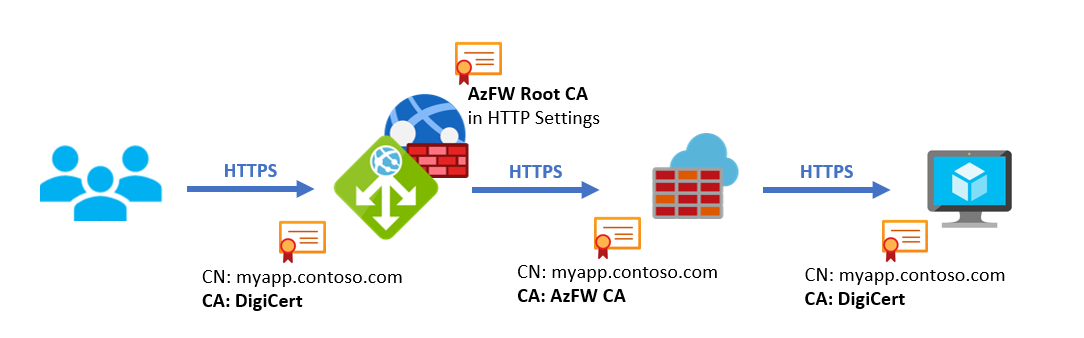 AzFW Root CA
in HTTP Settings
HTTPS
HTTPS
HTTPS
CN: myapp.contoso.com
CA: DigiCert
CN: myapp.contoso.com
CA: AzFW CA
CN: myapp.contoso.com
CA: DigiCert